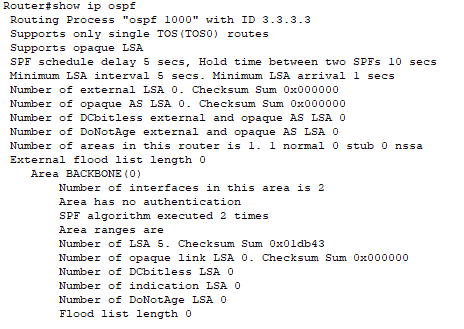 Router#show ip ospf
Routing Process "ospf 1000" with ID 3.3.3.3
Supports only single TOS(TOS0) routes
Supports opaque LSA
SPF schedule delay 5 secs, Hold time between two SPFs 10 secs
Minimum LSA interval 5 secs. Minimum LSA arrival 1 secs
Number of external LSA 0. Checksum Sum 0x000000
Number of opaque AS LSA 0. Checksum Sum 0x000000
Number of DCbitless external and opaque AS LSA 0
Number of DoNotAge external and opaque AS LSA 0
Number of areas in this router is 1. 1 normal 0 stub 0 nssa
External flood list length 0
Area BACKBONE(0)
Number of interfaces in this area is 2
Area has no authentication
SPF algorithm executed 2 times
Area ranges are
Number of LSA 5. Checksum Sum 0x01db43
Number of opaque link LSA 0. Checksum Sum 0x000000
Number of DCbitless LSA 0
Number of indication LSA 0
Number of DoNotAge LSA 0
Flood list length 0